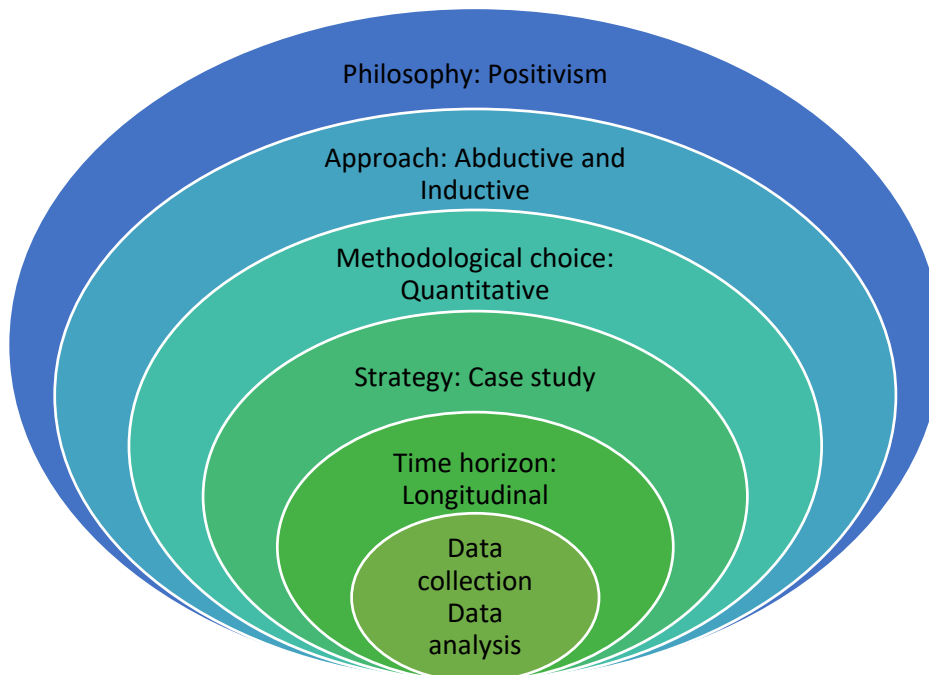 Philosophy: Positivism
Approach: Abductive and
Inductive
Methodological choice:
Quantitative
Strategy: Case study
Time horizon:
Longitudinal
Data
collection
Data
analysis